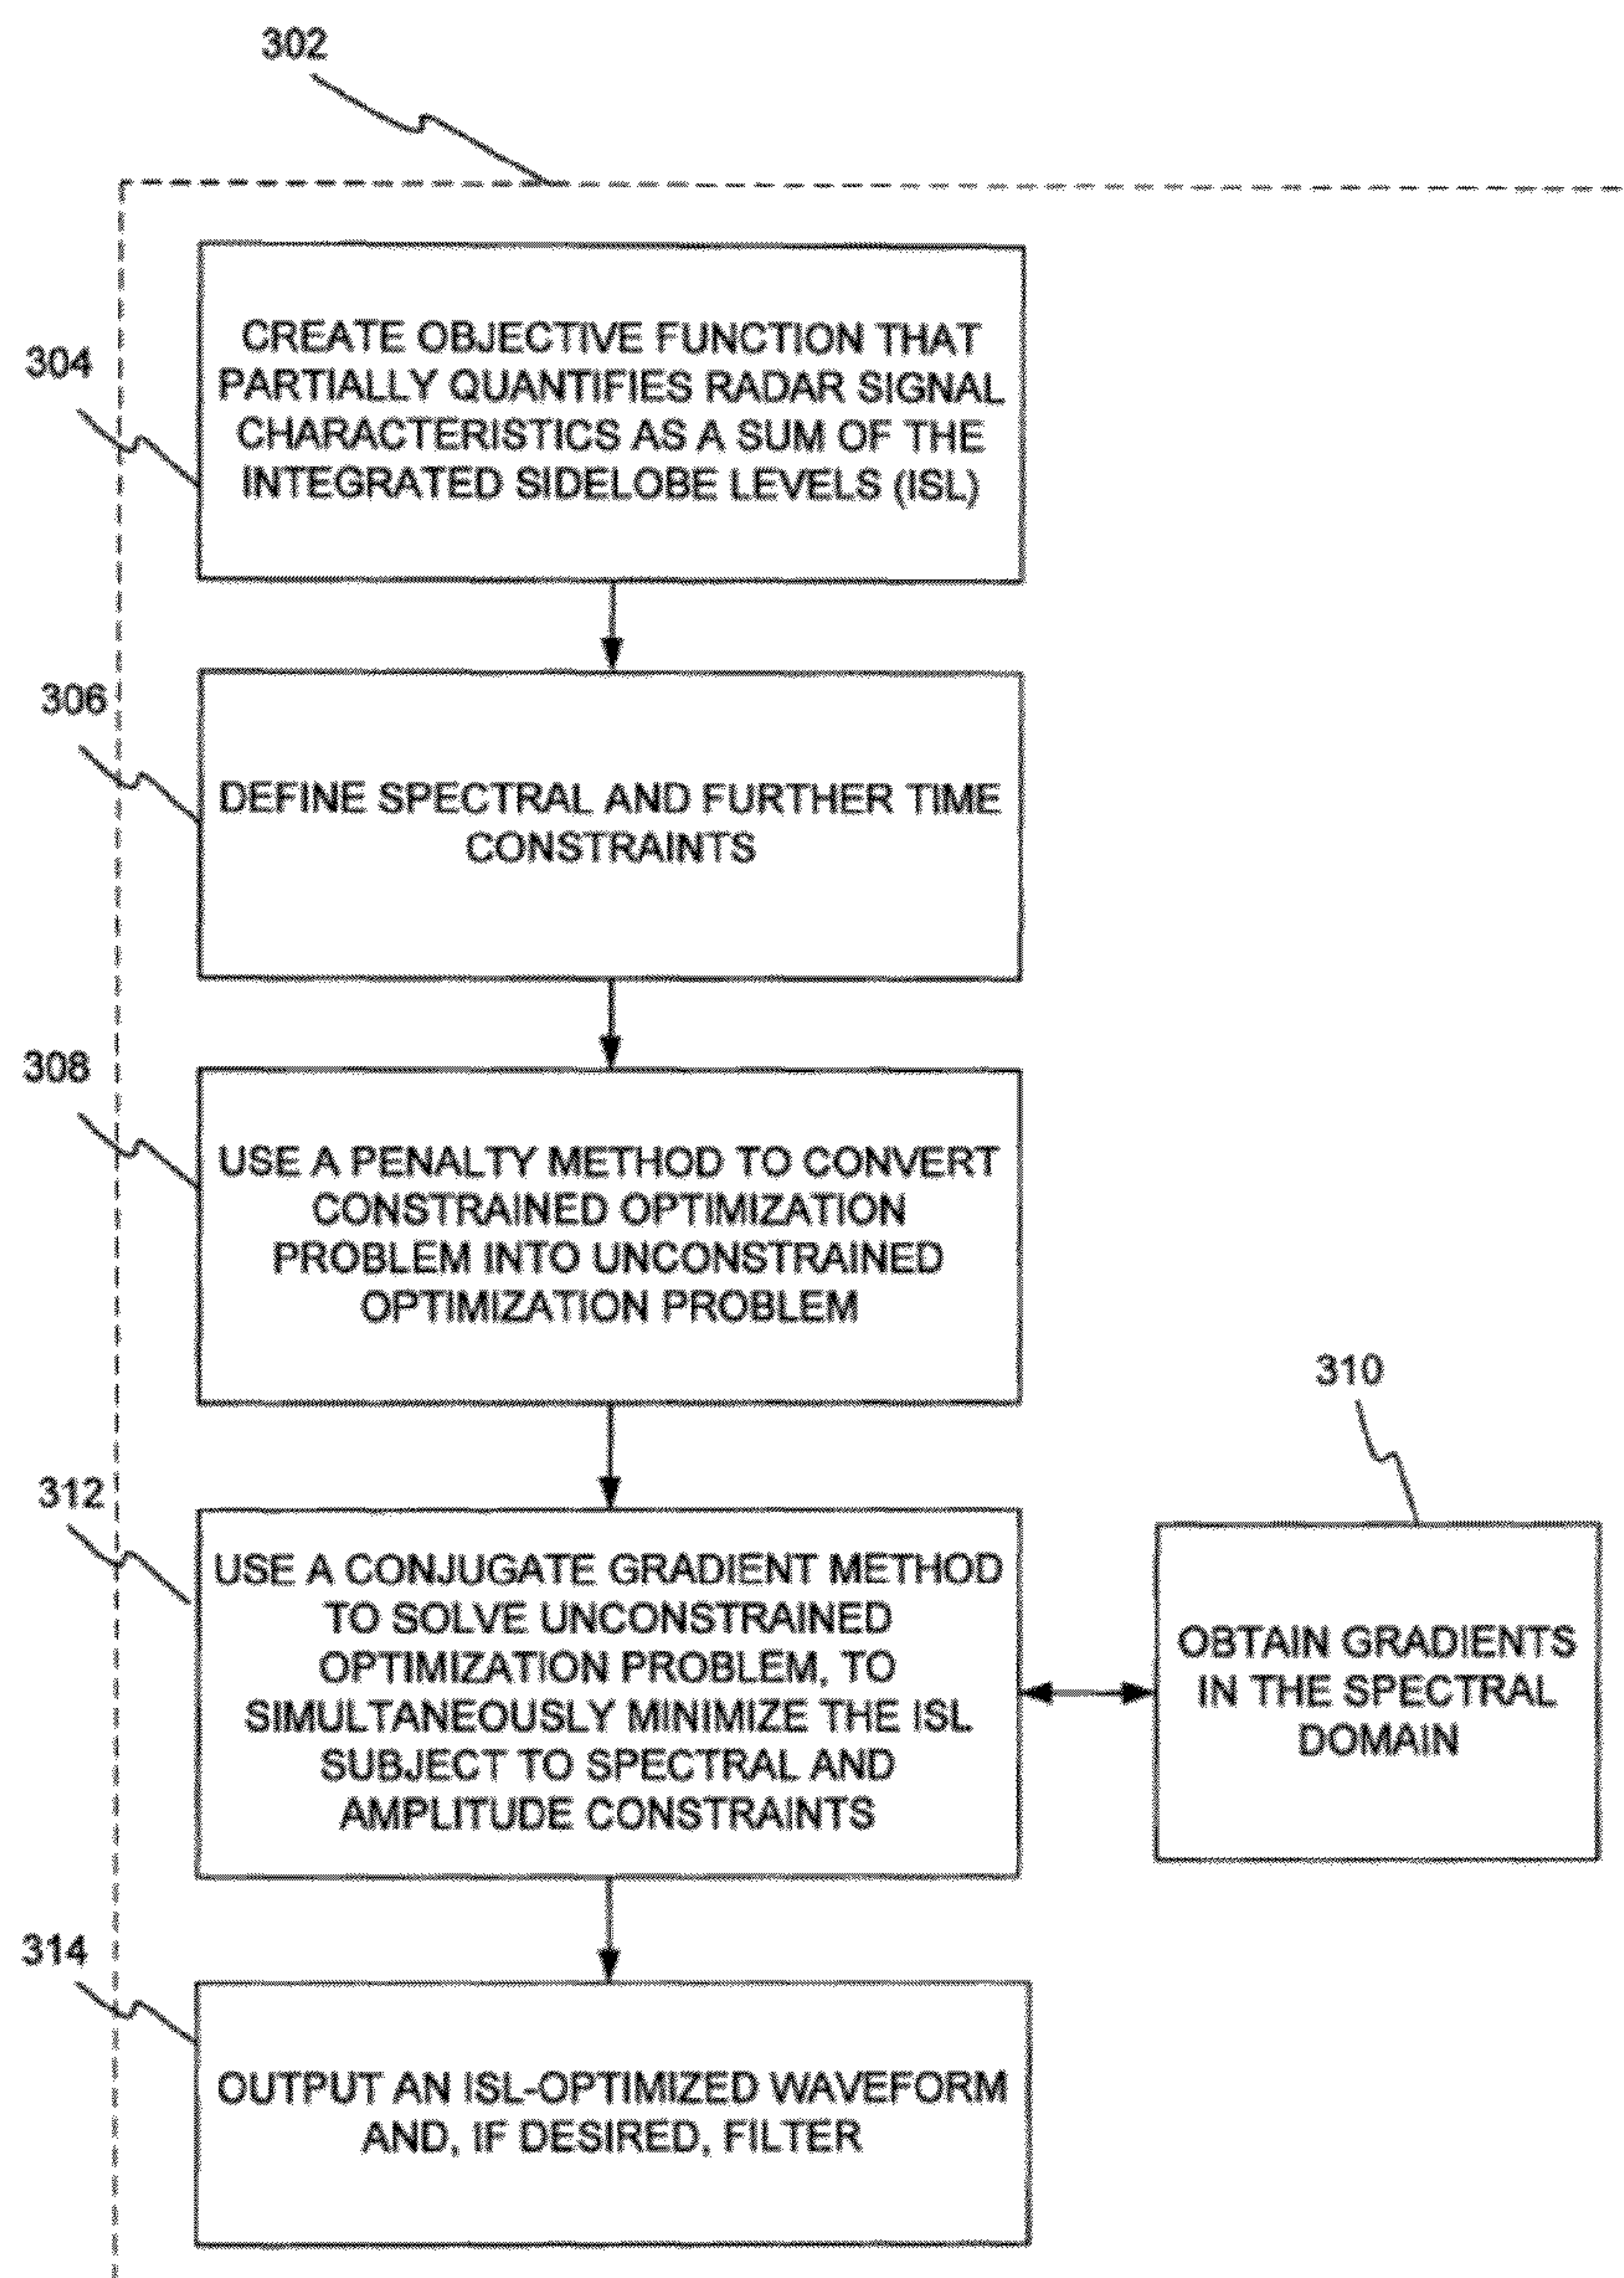 302
304
CREATE OBJECTIVE FUNCTION THAT
PARTIALLY QUANTIFIES RADAR SIGNAL
CHARACTERISTICS AS A SUM OF THE
INTEGRATED SIDELOBE LEVELS (ISL)
306
DEFINE SPECTRAL AND FURTHER TIME
CONSTRAINTS
308
USE A PENALTY METHOD TO CONVERT
CONSTRAINED OPTIMIZATION
PROBLEM INTO UNCONSTRAINED
OPTIMIZATION PROBLEM
312
USE A CONJUGATE GRADIENT METHOD
TO SOLVE UNCONSTRAINED
OPTIMIZATION PROBLEM, TO
SIMULTANEOUSLY MINIMIZE THE ISL
SUBJECT TO SPECTRAL AND
AMPLITUDE CONSTRAINTS
310
OBTAIN GRADIENTS
IN THE SPECTRAL
DOMAIN
314
OUTPUT AN ISL-OPTIMIZED WAVEFORM
AND, IF DESIRED, FILTER